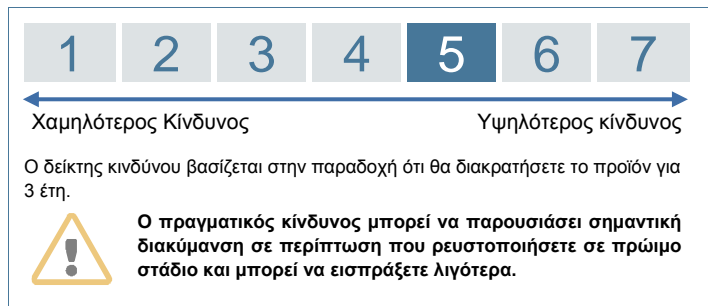 1 2 3 4 5 6 7
Χαμηλότερος Κίνδυνος Υψηλότερος κίνδυνος
Ο δείκτης κινδύνου βασίζεται στην παραδοχή ότι θα διακρατήσετε το προϊόν για
3 έτη.
Ο πραγματικός κίνδυνος μπορεί να παρουσιάσει σημαντική
διακύμανση σε περίπτωση που ρευστοποιήσετε σε πρώιμο
στάδιο και μπορεί να εισπράξετε λιγότερα.